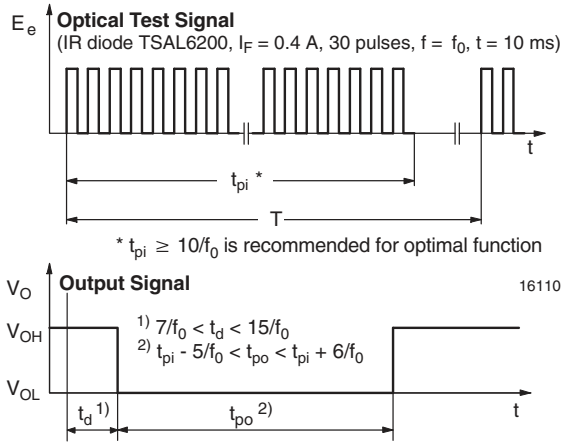 E_e Optical Test Signal
(IR diode TSAL6200, I_F = 0.4 A, 30 pulses, f = f_0, t = 10 ms)
t
t_pi *
T
* t_pi ≥ 10/f_0 is recommended for optimal function
V_O Output Signal
16110
V_OH
1) 7/f_0 < t_d < 15/f_0
2) t_pi - 5/f_0 < t_po < t_pi + 6/f_0
V_OL
t_d 1)
t_po 2)
t